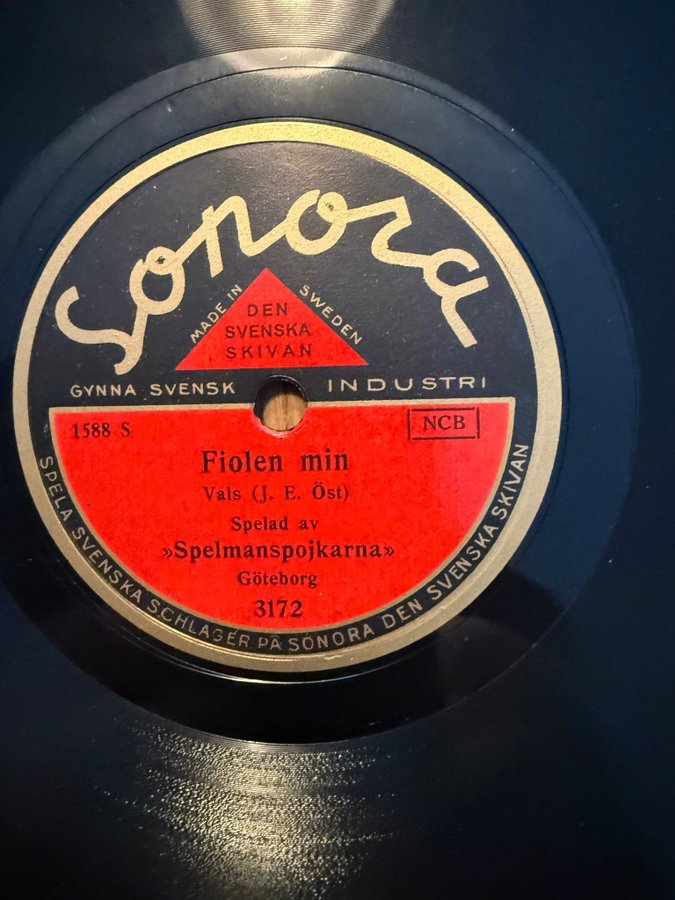 Sonora
MADE IN SWEDEN
DEN
SVENSKA
SKIVAN
GYNNA SVENSK INDUSTRI
1588 S
NCB
Fiolen min
Vals (J. E. Öst)
Spelad av
»Spelmanspojkarna»
Göteborg
3172
SPELA SVENSKA SCHLAGER PÅ SONORA DEN SVENSKA SKIVAN